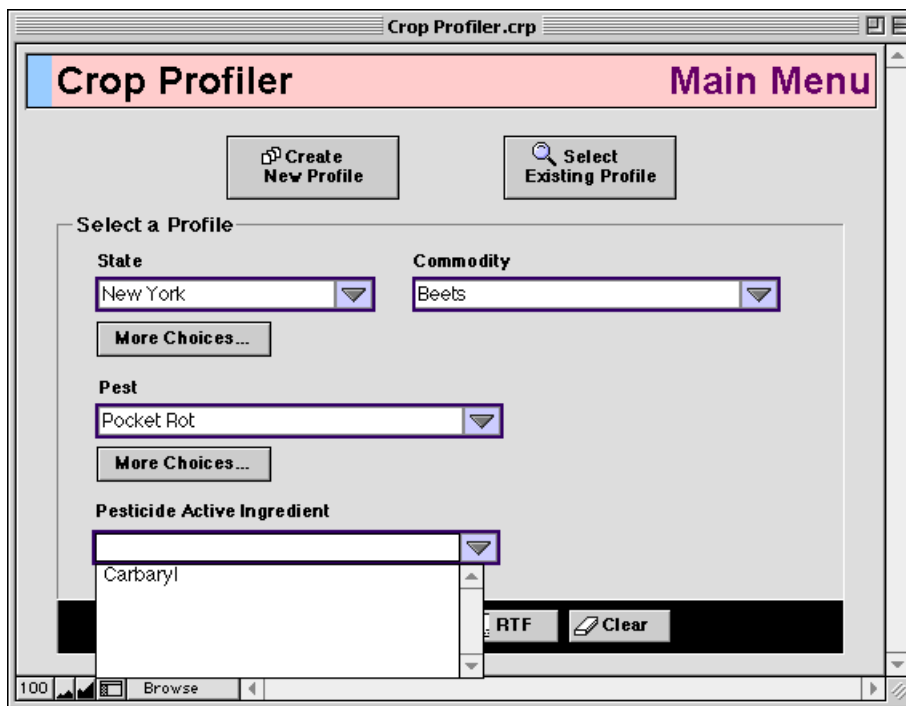 Crop Profiler.crp
Crop Profiler
Main Menu
Create
New Profile
Select
Existing Profile
Select a Profile
State
Commodity
New York
Beets
More Choices...
Pest
Pocket Rot
More Choices...
Pesticide Active Ingredient
Carbaryl
RTF
Clear
100
Browse